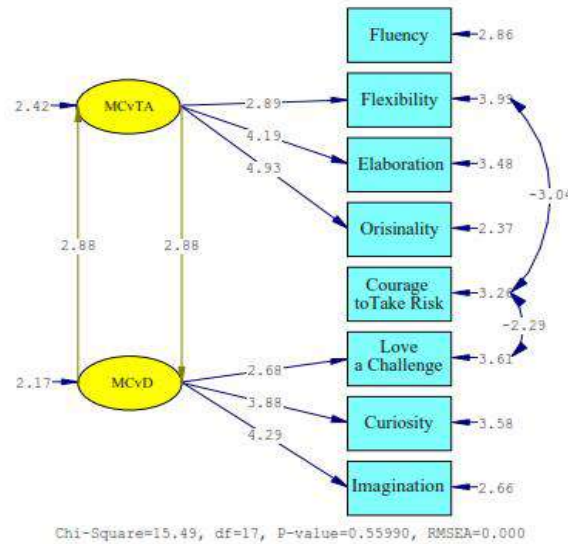 Fluency
2.86
2.42
MCvTA
2.89
Flexibility
3.99
4.19
Elaboration
3.48
4.93
-3.04
Orisinality
2.37
2.88
2.88
Courage
toTake Risk
3.26
-2.29
Love
a Challenge
3.61
2.68
2.17
MCvD
3.88
Curiosity
3.58
4.29
Imagination
2.66
Chi-Square=15.49, df=17, P-value=0.55990, RMSEA=0.000